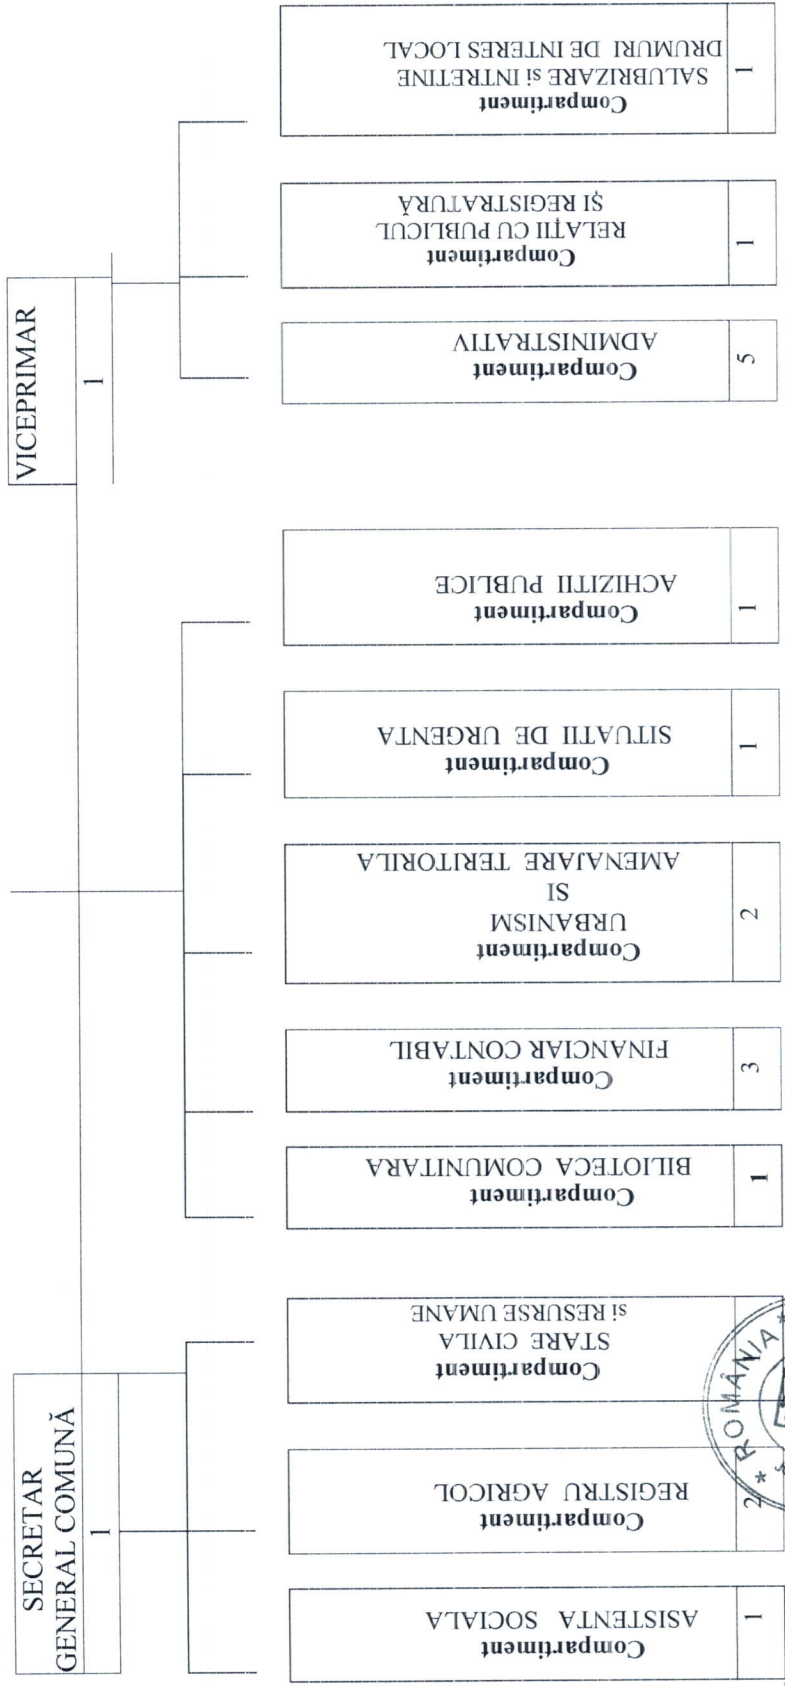 SECRETAR
GENERAL COMUNĂ
1
VICEPRIMAR
1
Compartiment
ASISTENTA SOCIALA
1
Compartiment
REGISTRU AGRICOL
2
Compartiment
STARE CIVILA
si RESURSE UMANE
Compartiment
BILIOTECA COMUNITARA
1
Compartiment
FINANCIAR CONTABIL
3
Compartiment
URBANISM
SI
AMENAJARE TERITORILA
2
Compartiment
SITUATII DE URGENTA
1
Compartiment
ACHIZITII PUBLICE
1
Compartiment
ADMINISTRATIV
5
Compartiment
RELAȚII CU PUBLICUL
ȘI REGISTRATURĂ
1
Compartiment
SALUBRIZARE si INTRETINE
DRUMURI DE INTERES LOCAL
1
* ROMÂNIA *